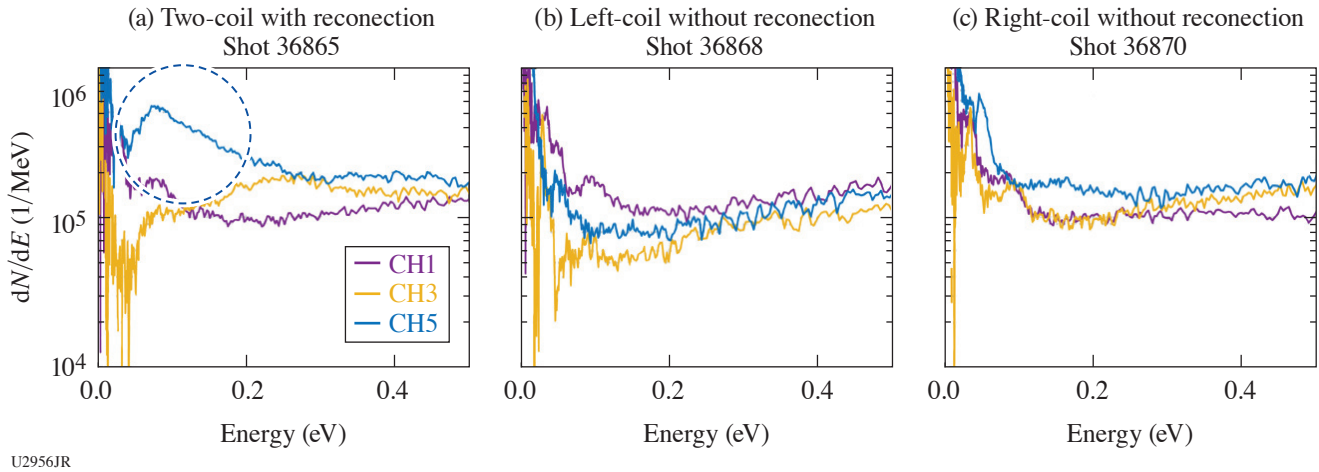 (a) Two-coil with reconection
Shot 36865
(b) Left-coil without reconection
Shot 36868
(c) Right-coil without reconection
Shot 36870
dN/dE (1/MeV)
10^6
10^5
10^4
CH1
CH3
CH5
0.0 0.2 0.4
0.0 0.2 0.4
0.0 0.2 0.4
Energy (eV)
Energy (eV)
Energy (eV)
U2956JR